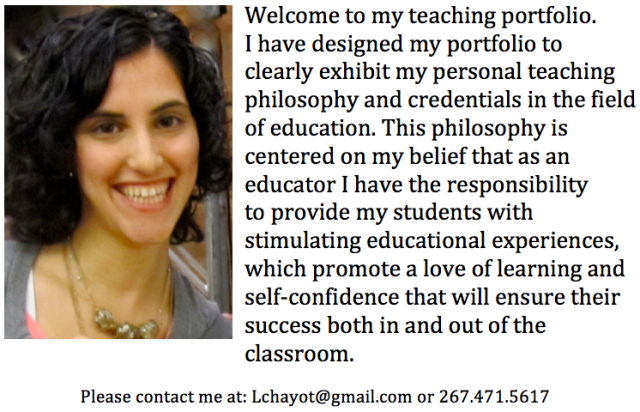 Welcome to my teaching portfolio.
I have designed my portfolio to
clearly exhibit my personal teaching
philosophy and credentials in the field
of education. This philosophy is
centered on my belief that as an
educator I have the responsibility
to provide my students with
stimulating educational experiences,
which promote a love of learning and
self-confidence that will ensure their
success both in and out of the
classroom.
Please contact me at: Lchayot@gmail.com or 267.471.5617